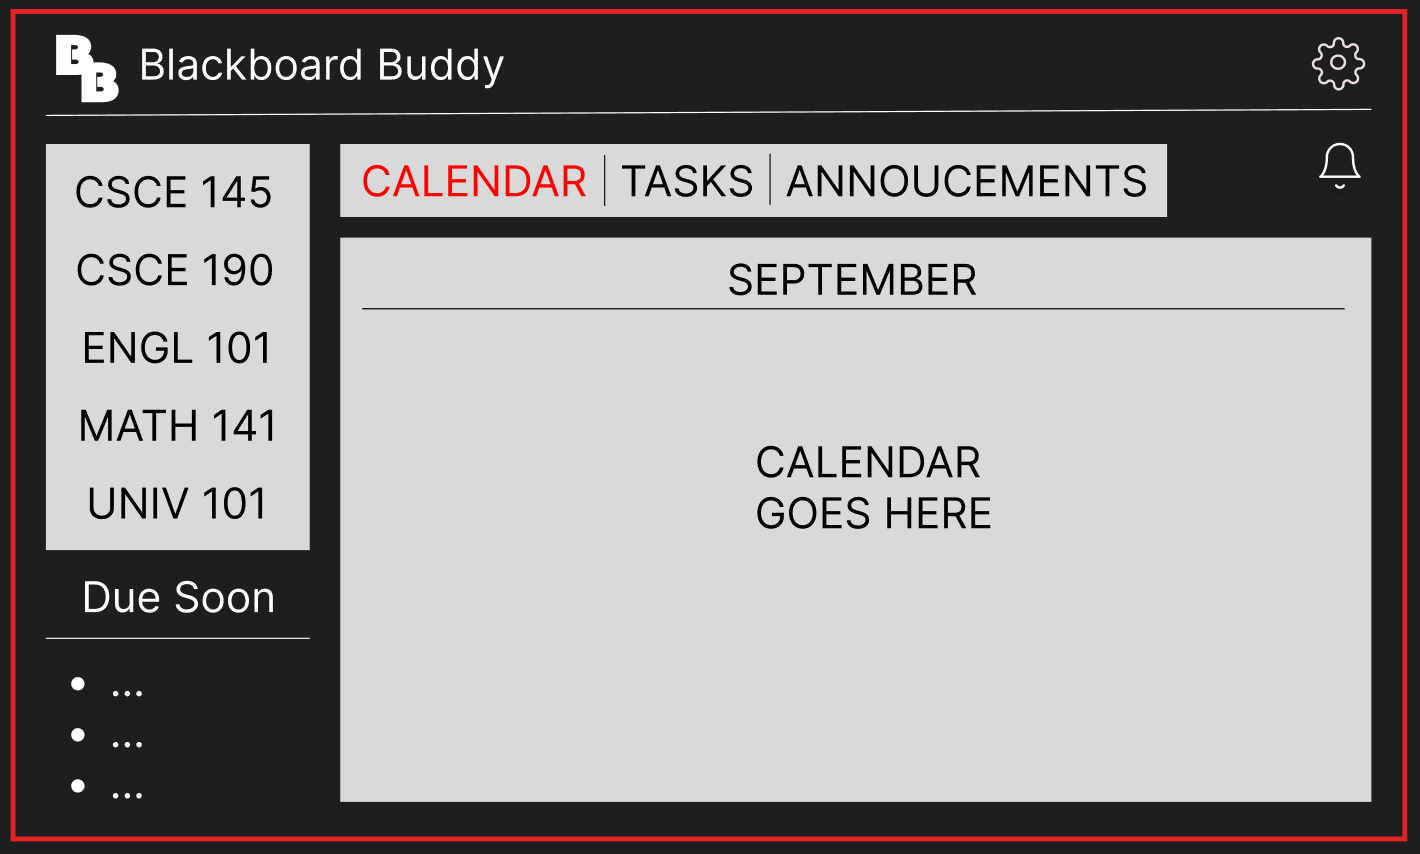 BB
Blackboard Buddy
CSCE 145
CSCE 190
ENGL 101
MATH 141
UNIV 101
Due Soon
• ...
• ...
• ...
CALENDAR | TASKS | ANNOUCEMENTS
SEPTEMBER
CALENDAR
GOES HERE